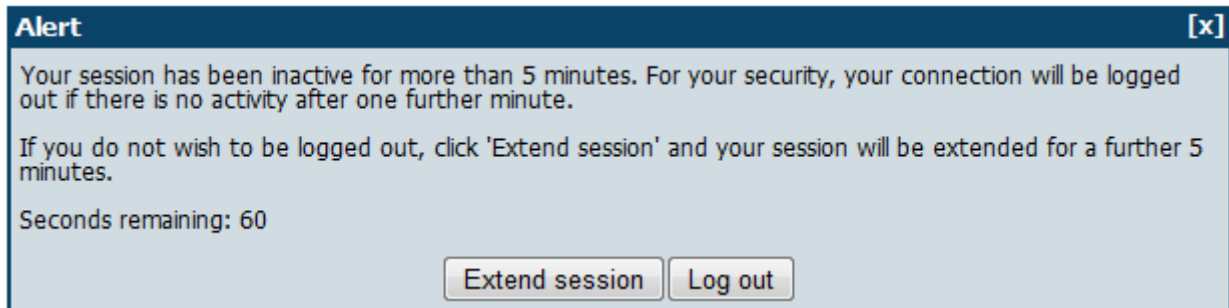 Alert [x]
Your session has been inactive for more than 5 minutes. For your security, your connection will be logged
out if there is no activity after one further minute.
If you do not wish to be logged out, click 'Extend session' and your session will be extended for a further 5
minutes.
Seconds remaining: 60
Extend session Log out